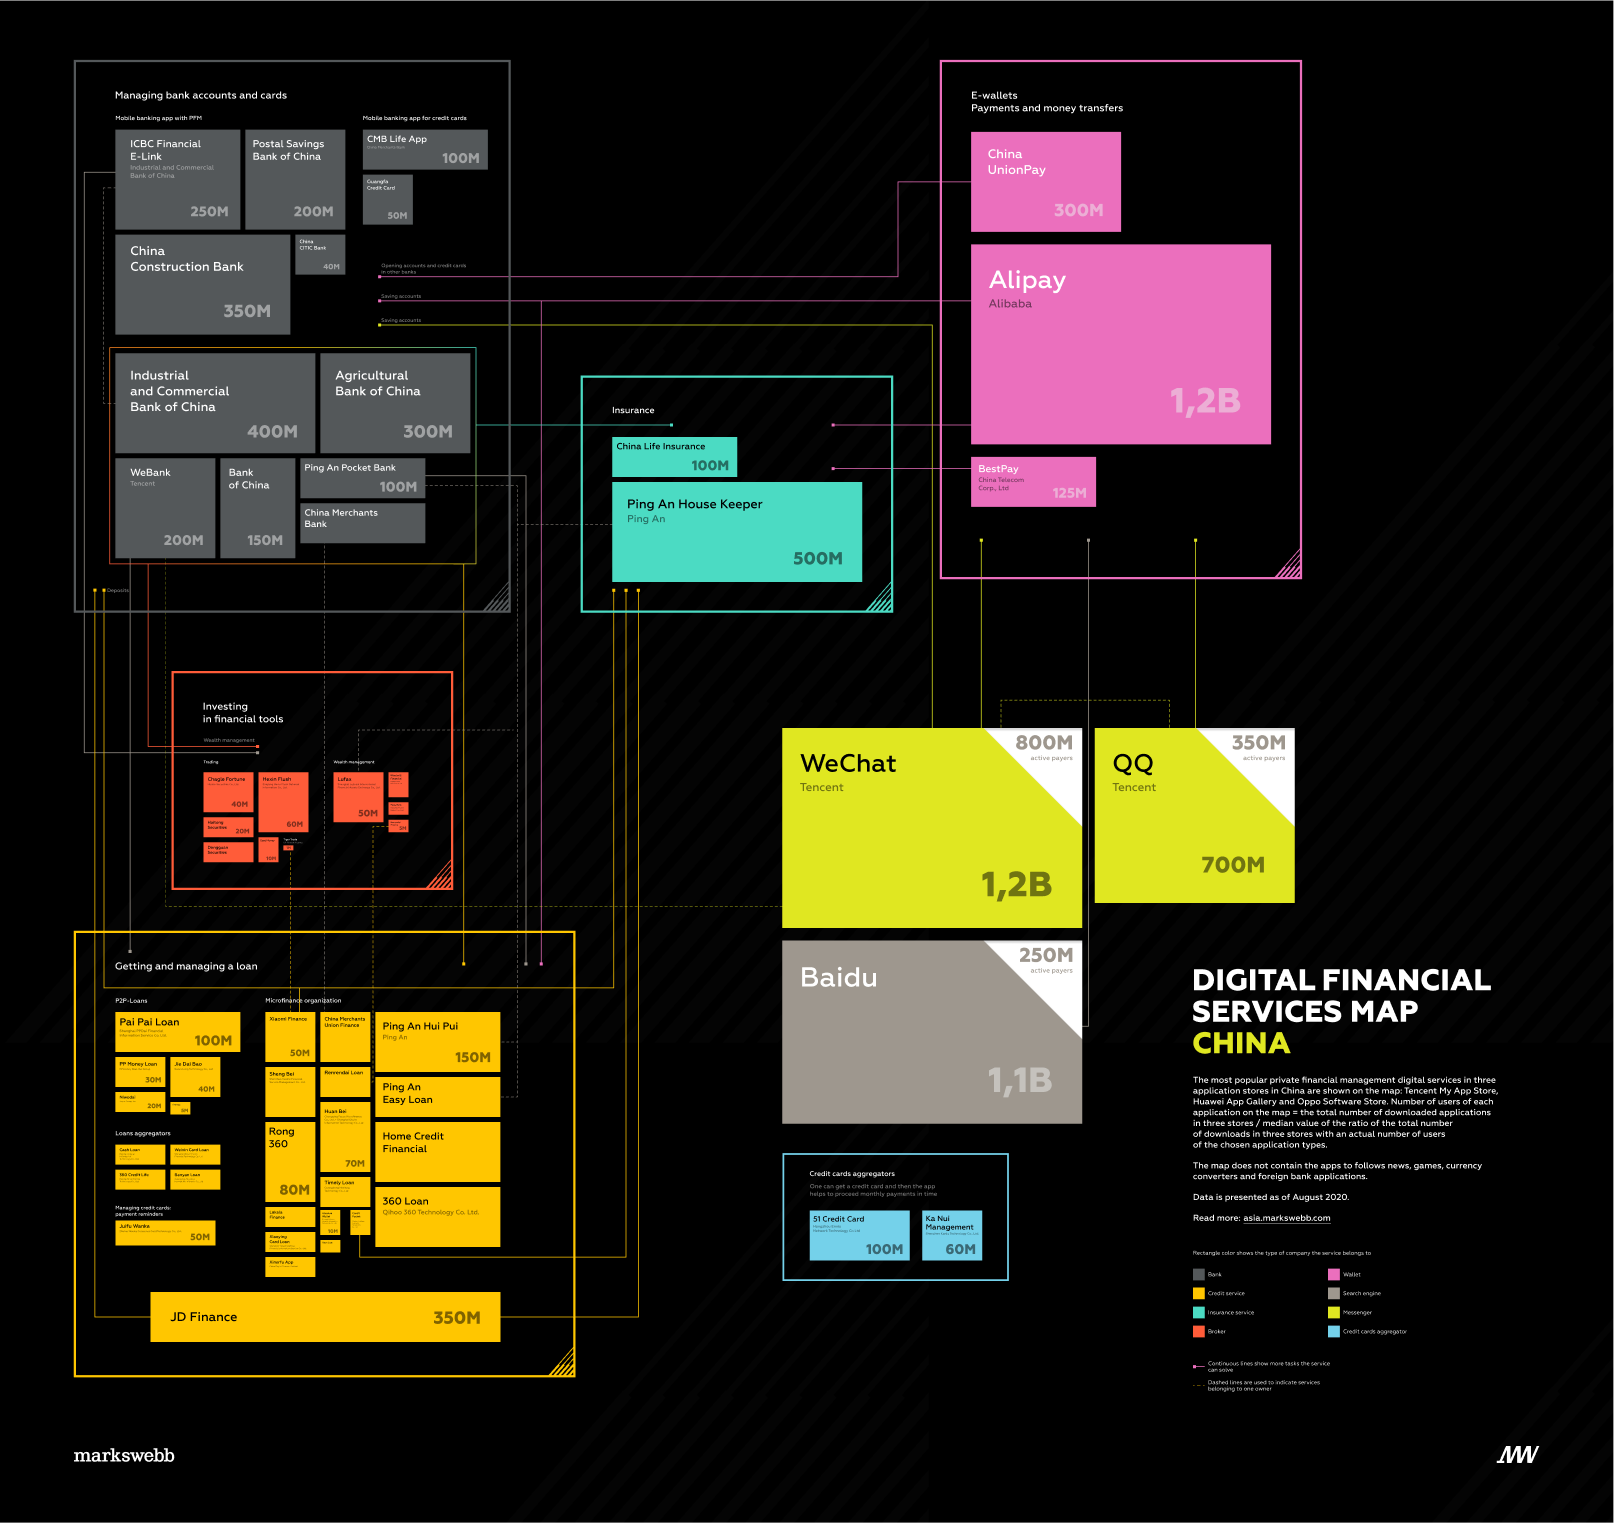 Managing bank accounts and cards
Mobile banking app with PFM
ICBC Financial
E-Link
Industrial and Commercial
Bank of China
250M
Postal Savings
Bank of China
200M
Mobile banking app for credit cards
CMB Life App
100M
Guangfa
Credit Card
50M
China
Construction Bank
350M
China
CITIC Bank
40M
Opening accounts and credit cards
in other banks
Saving accounts
Saving accounts
Industrial
and Commercial
Bank of China
400M
Agricultural
Bank of China
300M
WeBank
Tencent
200M
Bank
of China
150M
Ping An Pocket Bank
100M
China Merchants
Bank
Deposits
Insurance
China Life Insurance
100M
Ping An House Keeper
Ping An
500M
E-wallets
Payments and money transfers
China
UnionPay
300M
Alipay
Alibaba
1,2B
BestPay
China Telecom
Corp., Ltd
125M
Investing
in financial tools
Wealth management
Trading
Changle Fortune
40M
Hexin Flush
60M
Haitong
Securities
20M
Dongguan
Securities
10M
Wealth management
Lufax
50M
5M
WeChat
Tencent
800M
active payers
1,2B
QQ
Tencent
350M
active payers
700M
Baidu
250M
active payers
1,1B
Getting and managing a loan
P2P-Loans
Pai Pai Loan
100M
PP Money Loan
30M
Jie Dai Bao
40M
20M
5M
Loans aggregators
Cash Loan
Weixin Card Loan
360 Credit Life
Baoyan Loan
Managing credit cards:
payment reminders
Juifu Wanka
50M
Microfinance organization
Xiaomi Finance
50M
China Merchants
Union Finance
Ping An Hui Pui
Ping An
150M
Sheng Bei
Renrendai Loan
Ping An
Easy Loan
Huan Bei
70M
Rong
360
80M
Home Credit
Financial
Timely Loan
360 Loan
Qihoo 360 Technology Co. Ltd.
Lakala
Finance
10M
Xiaoying
Card Loan
Ximeifu App
JD Finance
350M
Credit cards aggregators
One can get a credit card and then the app
helps to proceed monthly payments in time
51 Credit Card
100M
Ka Nui
Management
60M
DIGITAL FINANCIAL
SERVICES MAP
CHINA
The most popular private financial management digital services in three
application stores in China are shown on the map: Tencent My App Store,
Huawei App Gallery and Oppo Software Store. Number of users of each
application on the map = the total number of downloaded applications
in three stores / median value of the ratio of the total number
of downloads in three stores with an actual number of users
of the chosen application types.
The map does not contain the apps to follows news, games, currency
converters and foreign bank applications.
Data is presented as of August 2020.
Read more: asia.markswebb.com
Rectangle color shows the type of company the service belongs to
Bank
Wallet
Credit service
Search engine
Insurance service
Messenger
Broker
Credit cards aggregator
Continuous lines show more tasks the service
can solve
Dashed lines are used to indicate services
belonging to one owner
markswebb
MW